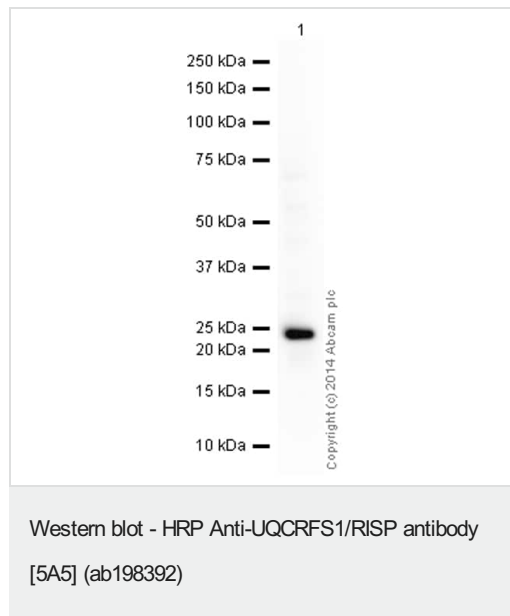 1
250 kDa
150 kDa
100 kDa
75 kDa
50 kDa
37 kDa
25 kDa
20 kDa
15 kDa
10 kDa
Copyright (c) 2014 Abcam plc
Western blot - HRP Anti-UQCRFS1/RISP antibody
[5A5] (ab198392)